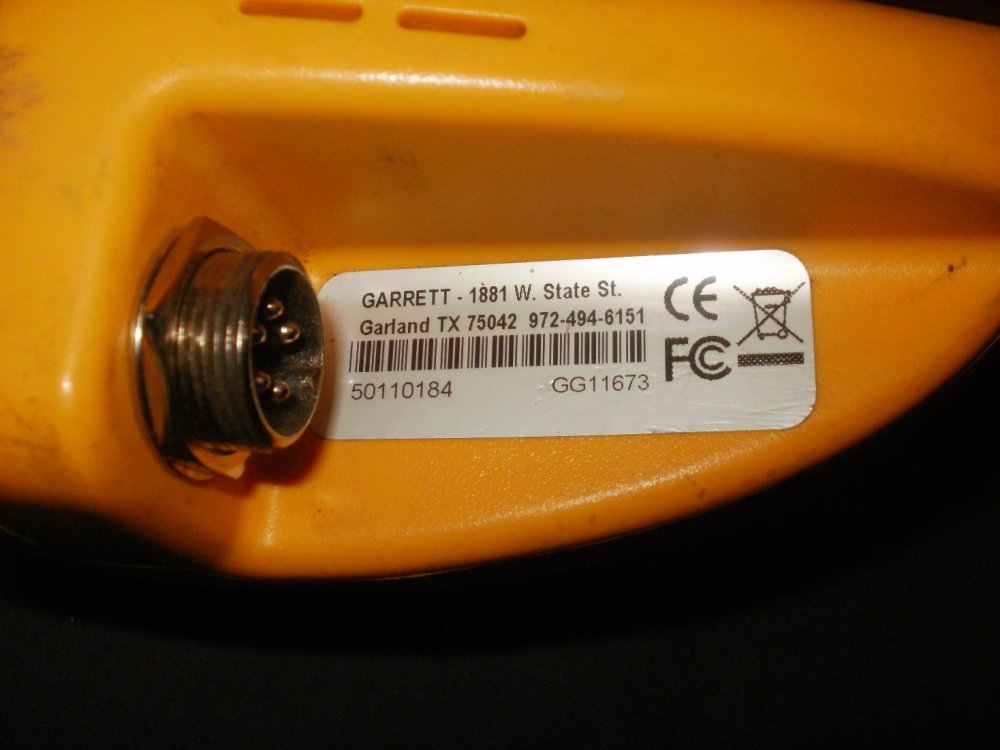 GARRETT - 1881 W. State St.
Garland TX 75042 972-494-6151
50110184 GG11673
CE
FC